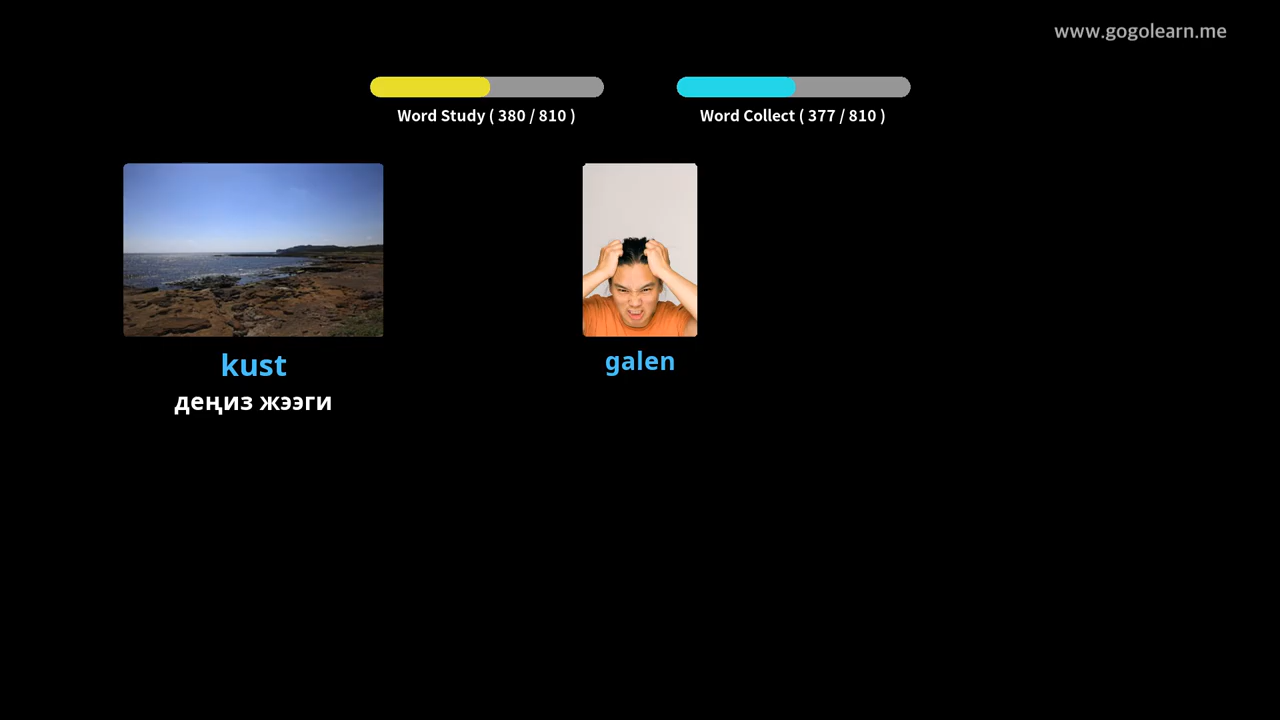 www.gogolearn.me
Word Study ( 380 / 810 )
Word Collect ( 377 / 810 )
kust
деңиз жээги
galen